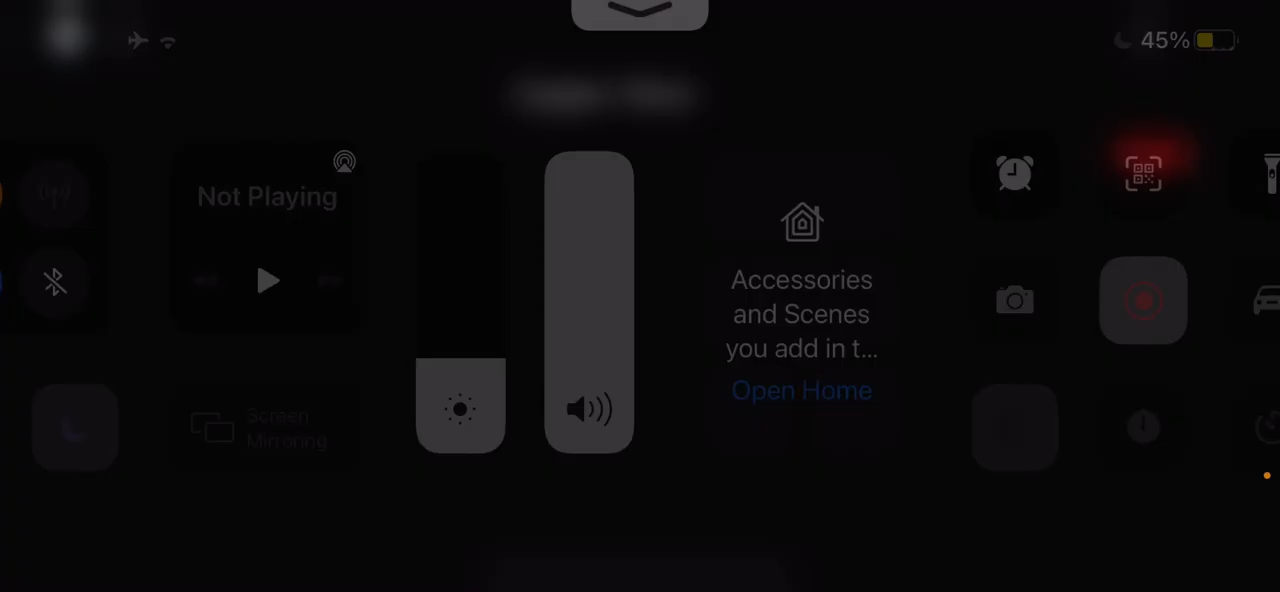 45%
Not Playing
Accessories
and Scenes
you add in t...
Open Home
Screen
Mirroring